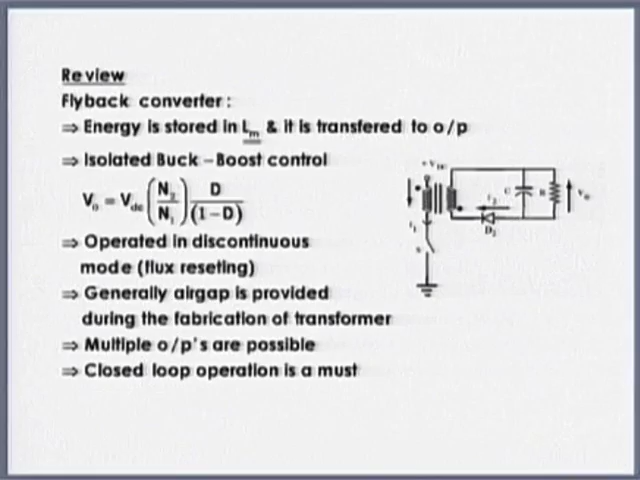 Review
Flyback converter :
⇒ Energy is stored in Lm & it is transfered to o/p
⇒ Isolated Buck – Boost control
V₀ = Vdc (N₂/N₁) D/(1–D)
⇒ Operated in discontinuous
mode (flux reseting)
⇒ Generally airgap is provided
during the fabrication of transformer
⇒ Multiple o/p's are possible
⇒ Closed loop operation is a must